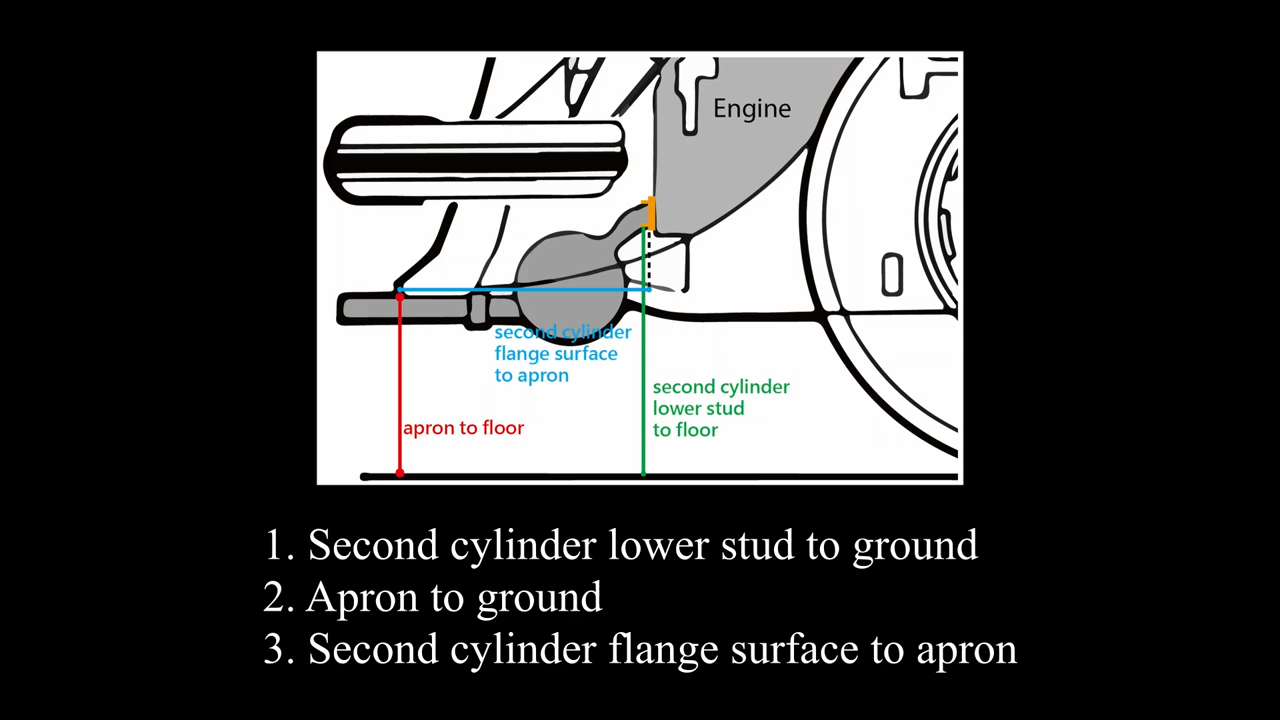 Engine
second cylinder
flange surface
to apron
second cylinder
lower stud
to floor
apron to floor
1. Second cylinder lower stud to ground
2. Apron to ground
3. Second cylinder flange surface to apron